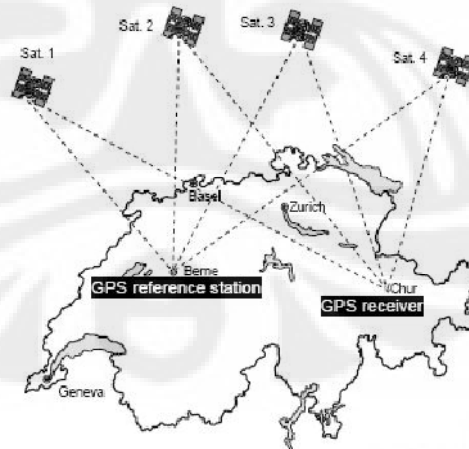 Sat. 2
Sat. 3
Sat. 1
Sat. 4
Basel
Zurich
Berne
GPS reference station
Chur
GPS receiver
Geneva